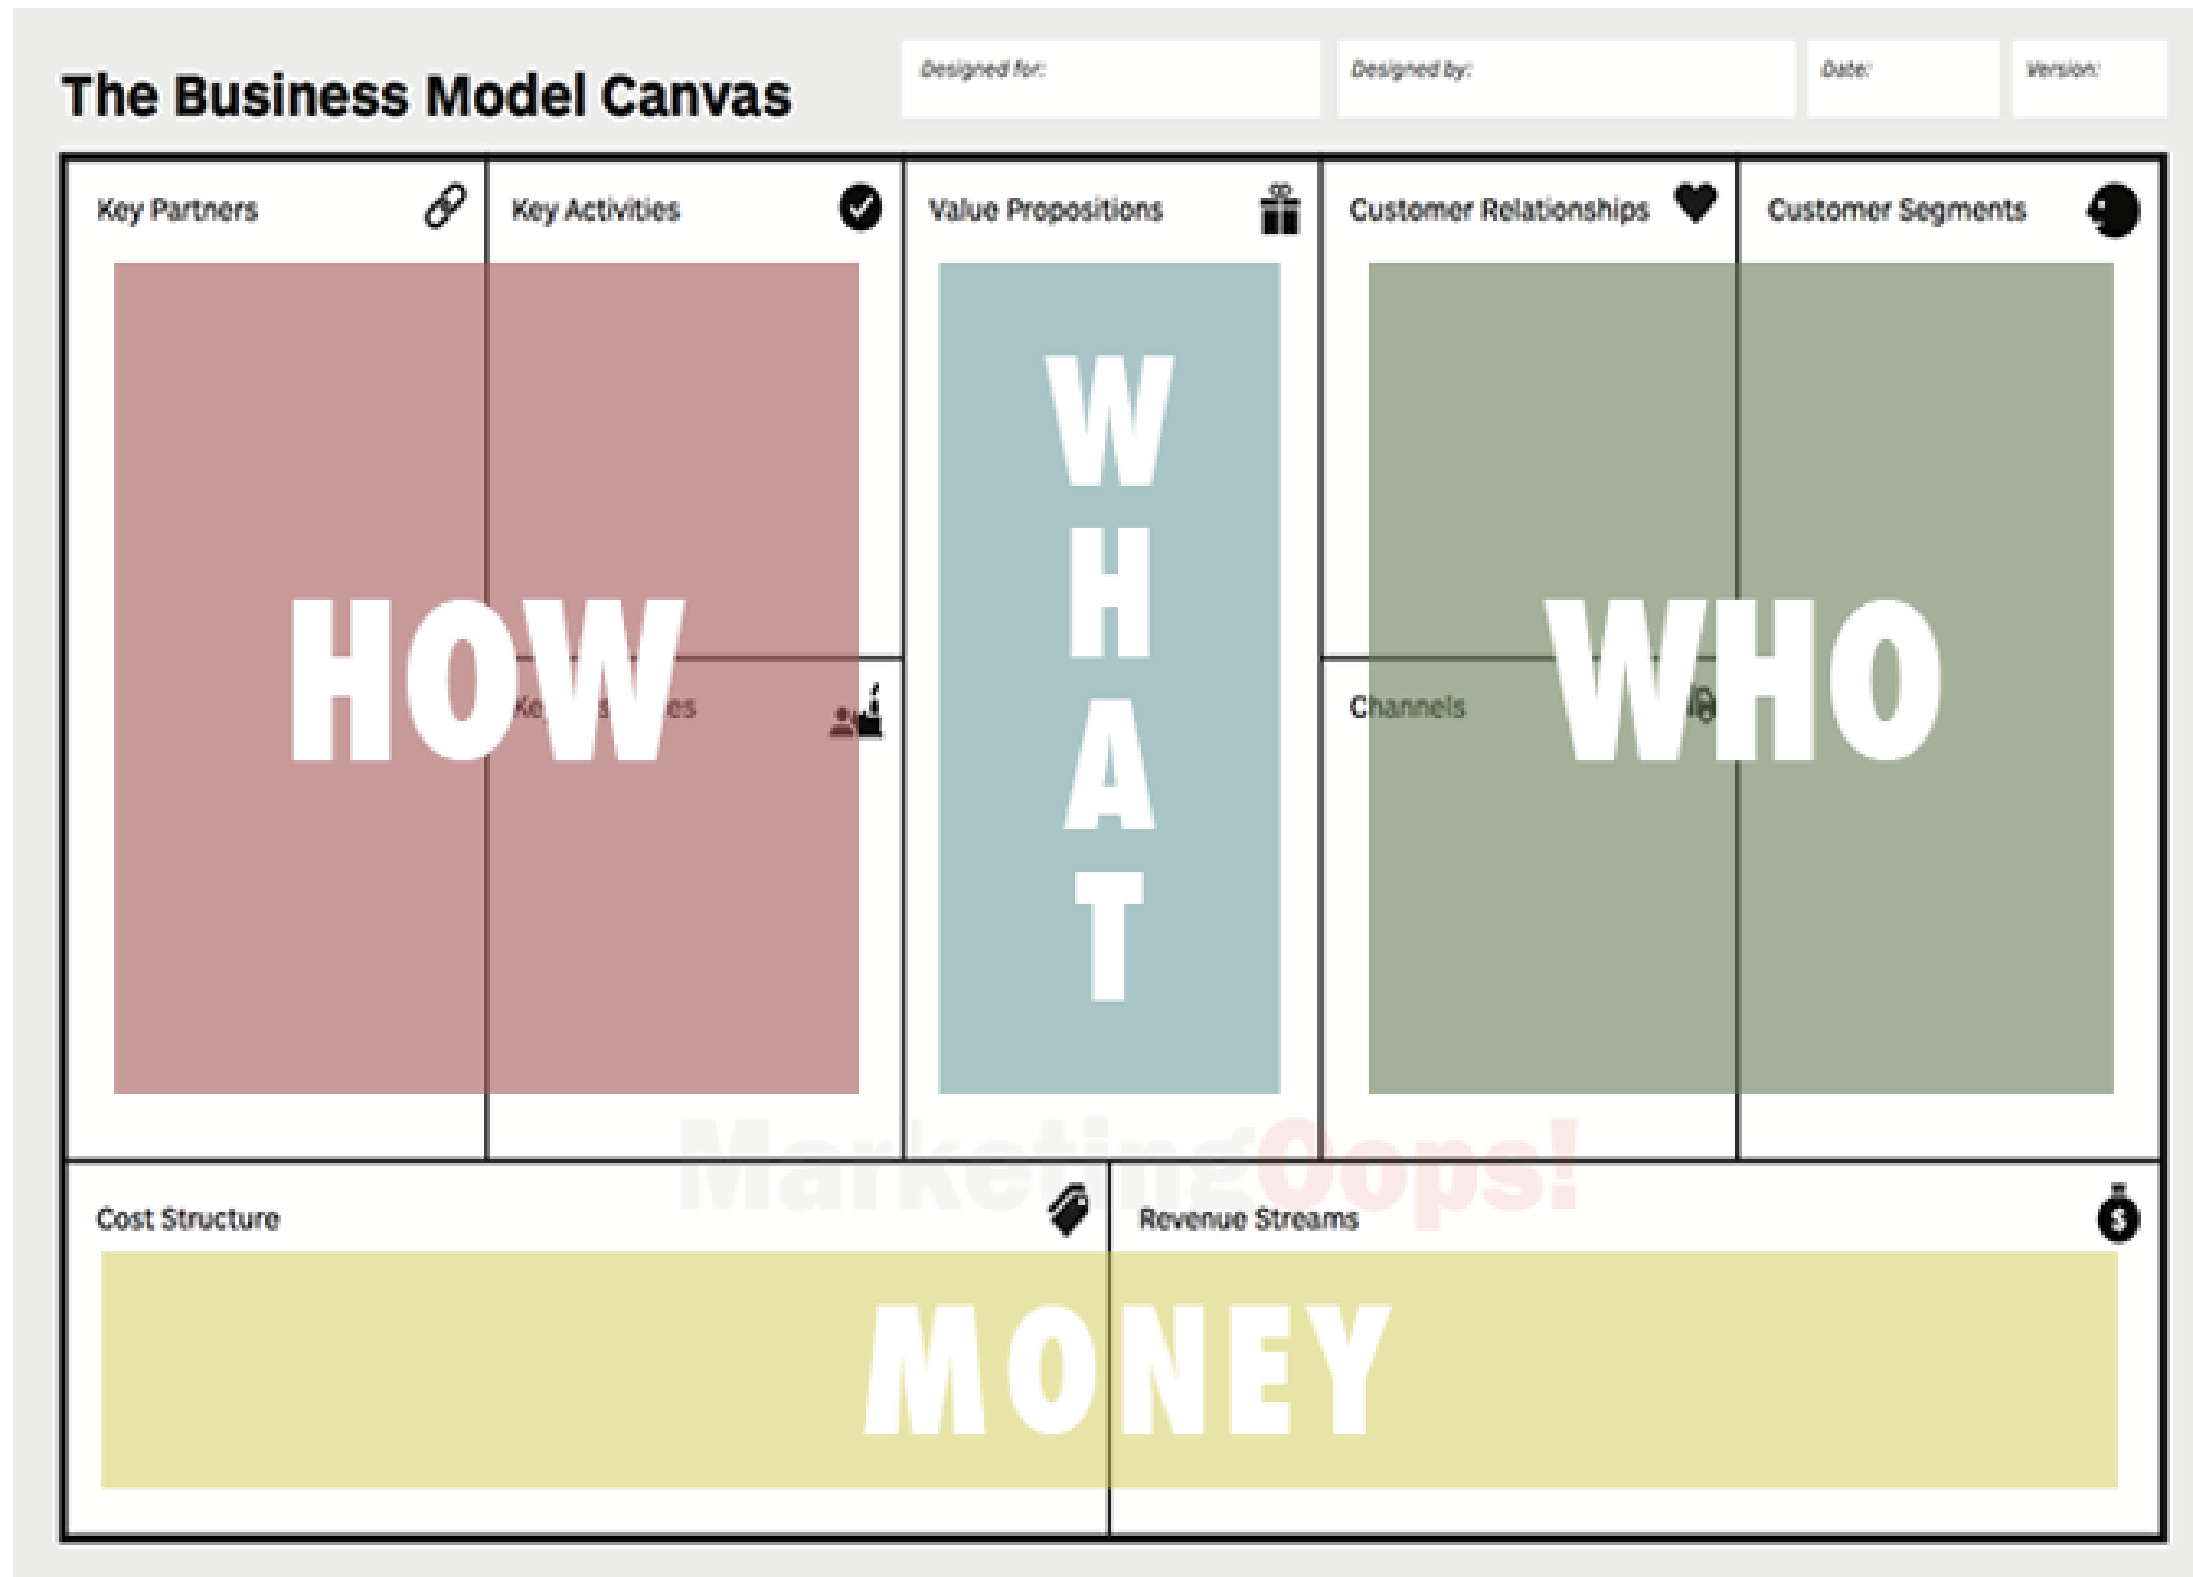 The Business Model Canvas
Designed for:
Designed by:
Date:
Version:
Key Partners
Key Activities
Value Propositions
Customer Relationships
Customer Segments
HOW
WHAT
WHO
Channels
MarketingOops!
Cost Structure
Revenue Streams
MONEY